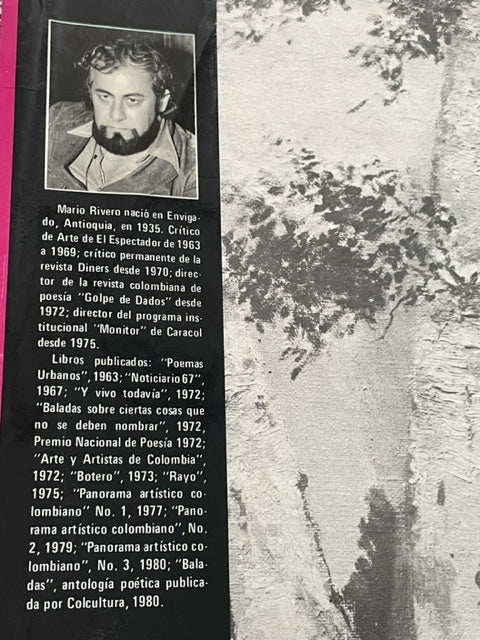 Mario Rivero nació en Enviga-
do, Antioquia, en 1935. Crítico
de Arte de El Espectador de 1963
a 1969; crítico permanente de la
revista Diners desde 1970; direc-
tor de la revista colombiana de
poesía "Golpe de Dados" desde
1972; director del programa ins-
titucional "Monitor" de Caracol
desde 1975.
Libros publicados: "Poemas
Urbanos", 1963; "Noticiario 67",
1967; "Y vivo todavía", 1972;
"Baladas sobre ciertas cosas que
no se deben nombrar", 1972,
Premio Nacional de Poesía 1972;
"Arte y Artistas de Colombia",
1972; "Botero", 1973; "Rayo",
1975; "Panorama artístico co-
lombiano" No. 1, 1977; "Pano-
rama artístico colombiano", No.
2, 1979; "Panorama artístico co-
lombiano", No. 3, 1980; "Bala-
das", antología poética publica-
da por Colcultura, 1980.